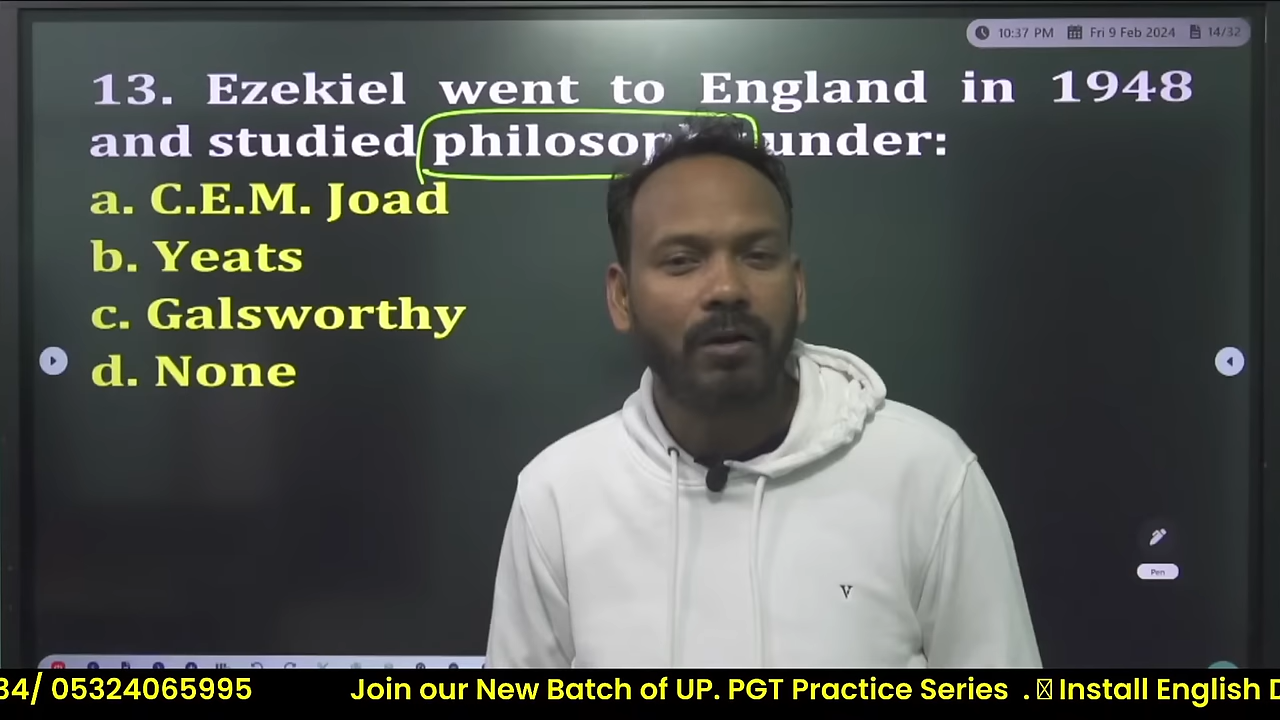 10:37 PM Fri 9 Feb 2024 14/32
13. Ezekiel went to England in 1948
and studied philosophy under:
a. C.E.M. Joad
b. Yeats
c. Galsworthy
d. None
V
Pen
34/ 05324065995 Join our New Batch of UP. PGT Practice Series . Install English D